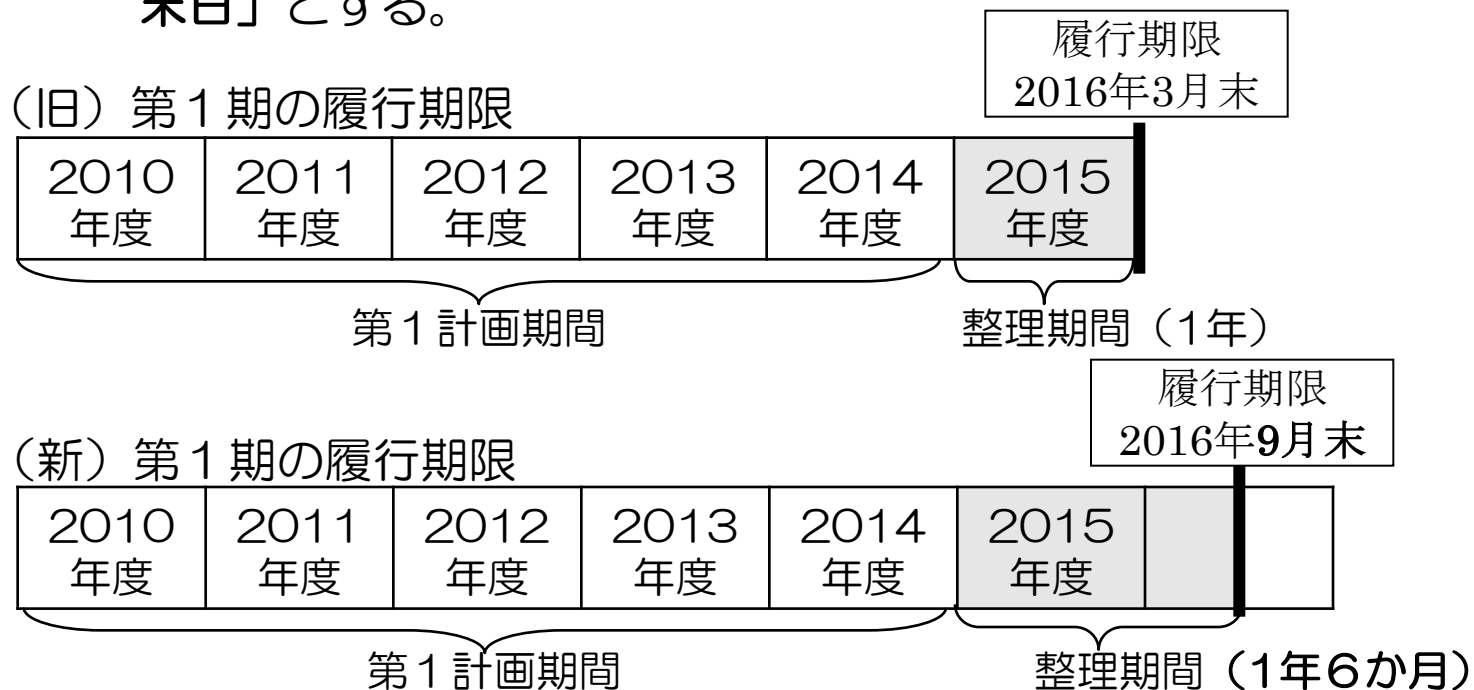 末日」とする。
履行期限
2016年3月末
（旧）第１期の履行期限
２０１０ ２０１１ ２０１２ ２０１３ ２０１４ ２０１５
年度 年度 年度 年度 年度 年度
第１計画期間 整理期間（１年）
履行期限
2016年9月末
（新）第１期の履行期限
２０１０ ２０１１ ２０１２ ２０１３ ２０１４ ２０１５
年度 年度 年度 年度 年度 年度
第１計画期間 整理期間（１年６か月）